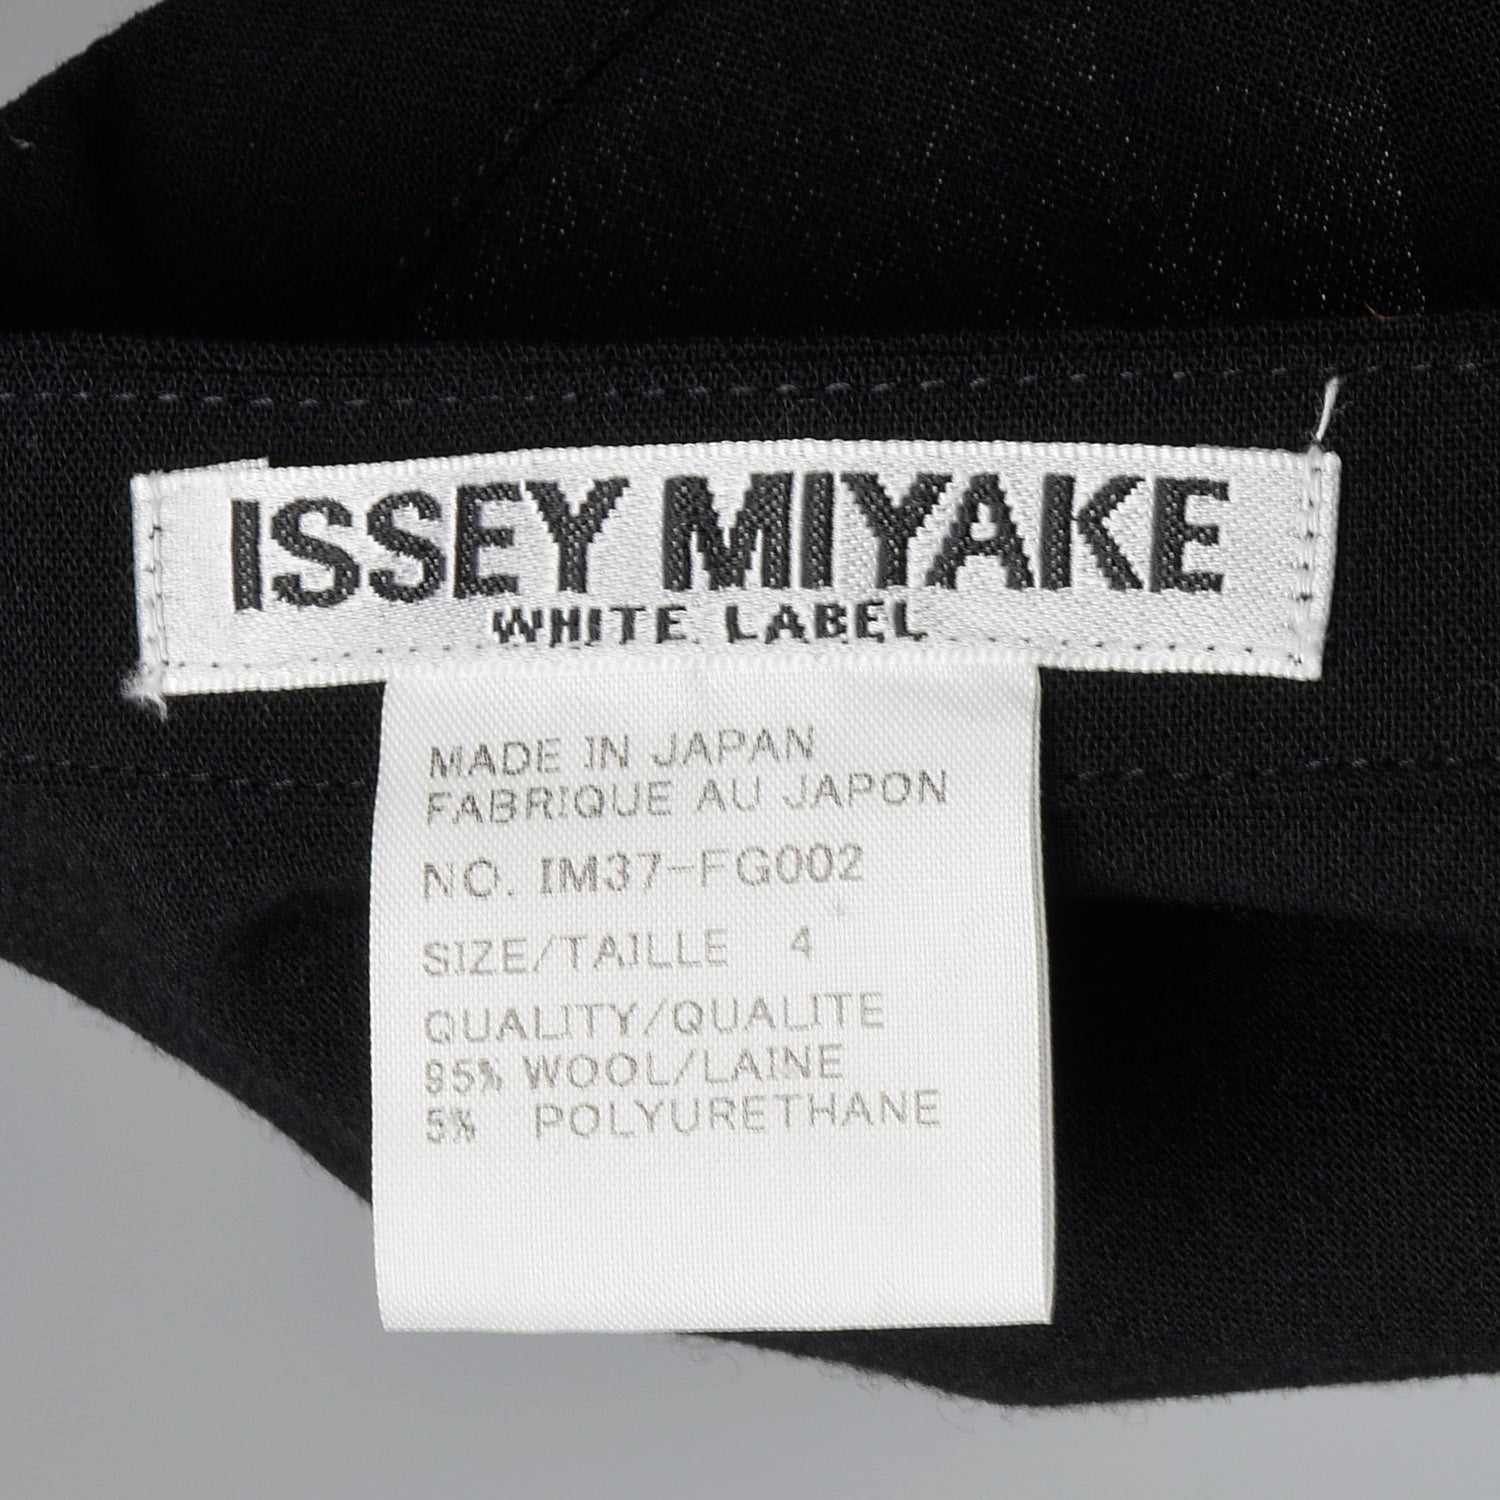 ISSEY MIYAKE
WHITE LABEL
MADE IN JAPAN
FABRIQUE AU JAPON
NO. IM37-FG002
SIZE/TAILLE 4
QUALITY/QUALITE
95% WOOL/LAINE
5% POLYURETHANE